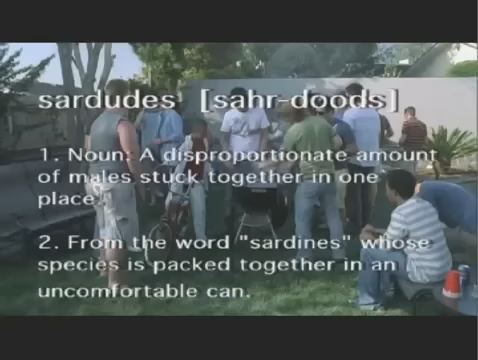 sardudes [sahr-doods]
1. Noun: A disproportionate amount
of males stuck together in one
place.
2. From the word "sardines" whose
species is packed together in an
uncomfortable can.